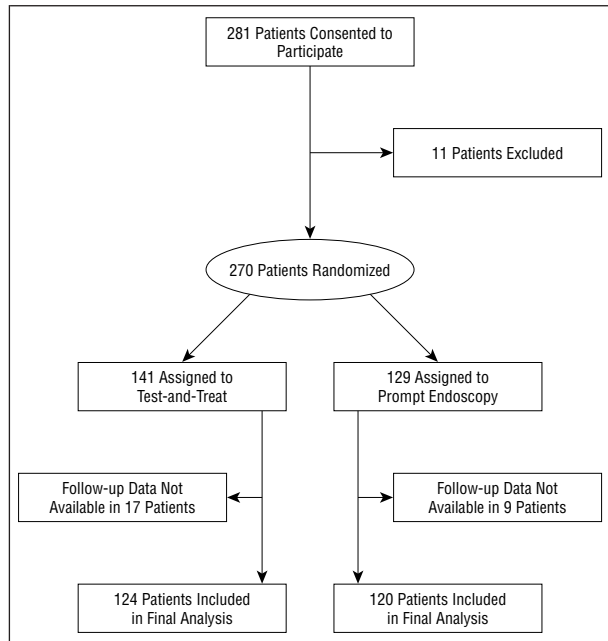 281 Patients Consented to
Participate
11 Patients Excluded
270 Patients Randomized
141 Assigned to
Test-and-Treat
129 Assigned to
Prompt Endoscopy
Follow-up Data Not
Available in 17 Patients
Follow-up Data Not
Available in 9 Patients
124 Patients Included
in Final Analysis
120 Patients Included
in Final Analysis